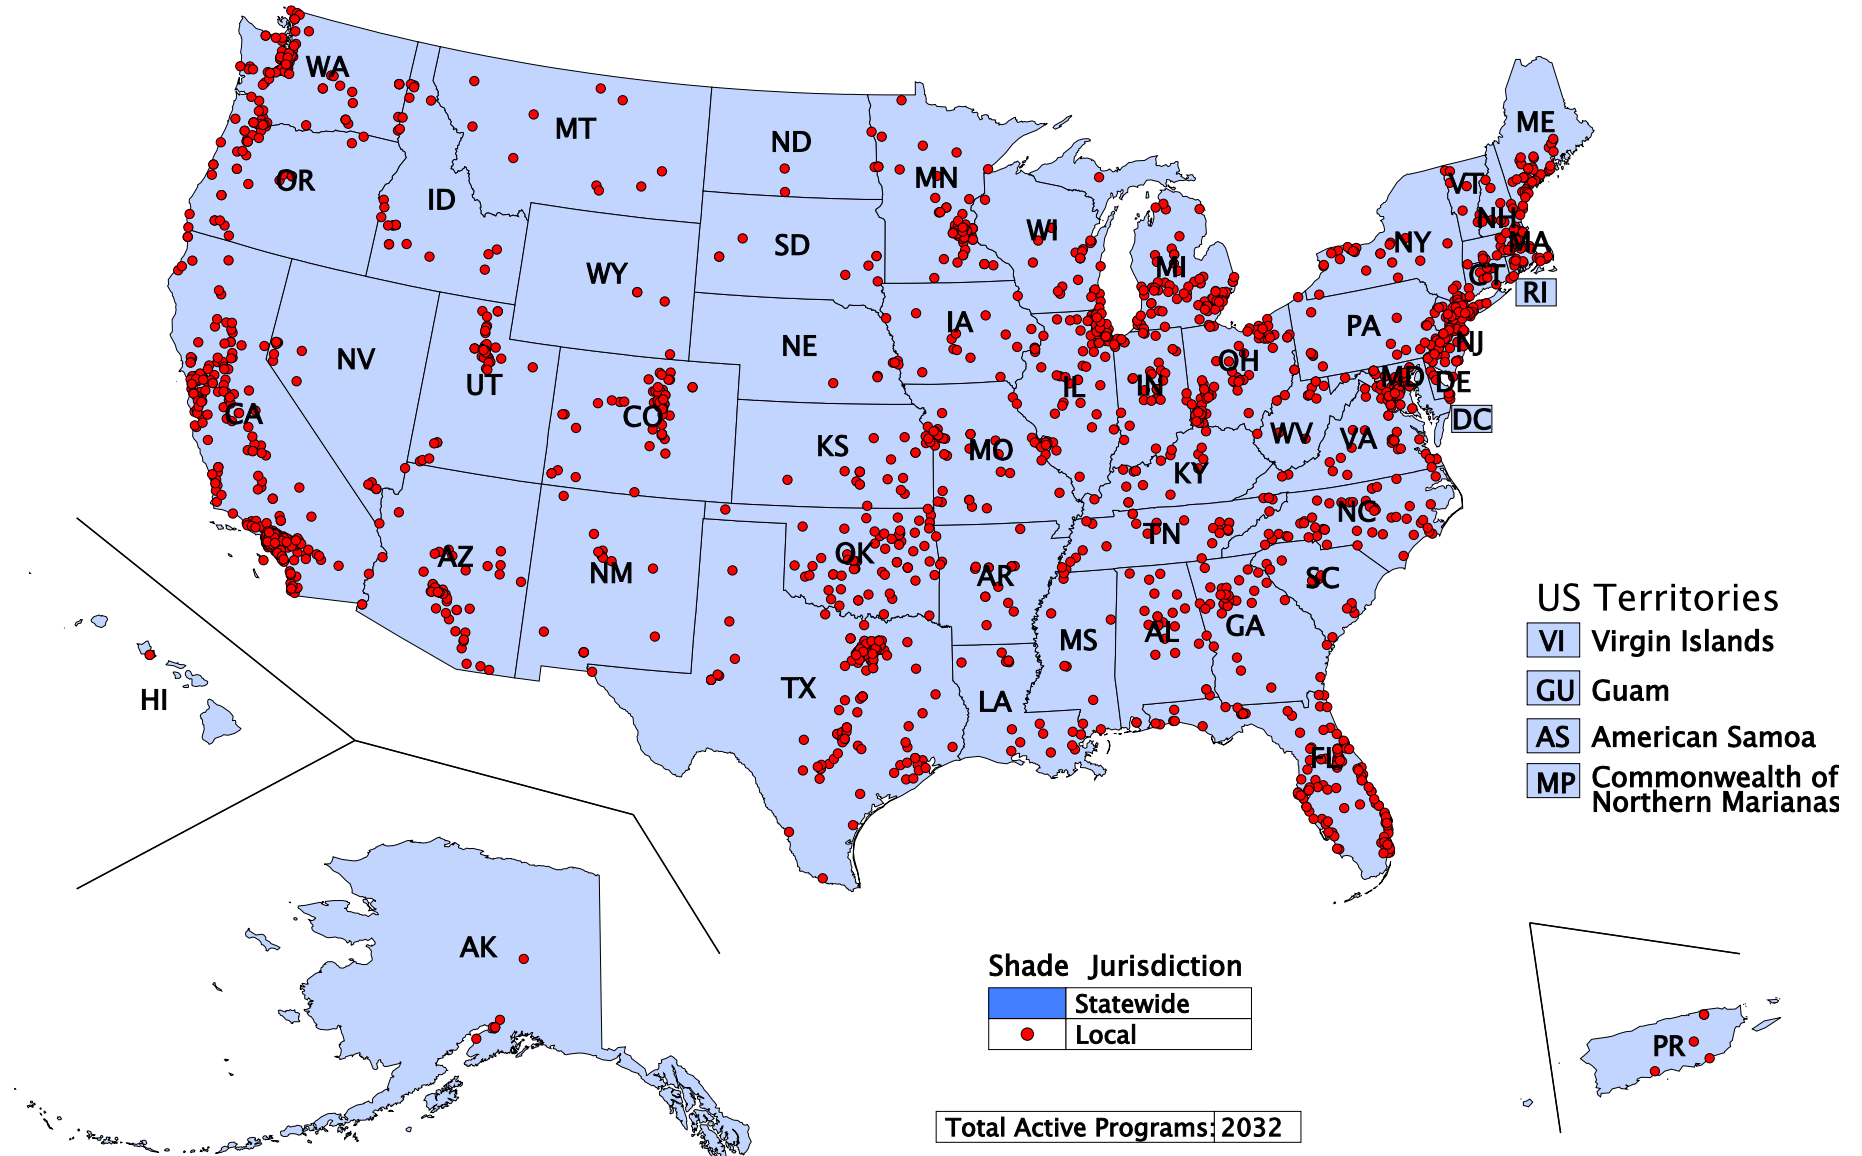 WA
MT
ND
MN
ME
OR
ID
SD
WI
MI
VT
NH
NY
MA
CT
RI
WY
NV
UT
NE
IA
PA
NJ
OH
MD
DE
DC
CA
CO
KS
MO
IL
IN
WV
VA
KY
AZ
NM
OK
AR
TN
NC
SC
TX
LA
MS
AL
GA
FL
HI
US Territories
VI Virgin Islands
GU Guam
AS American Samoa
MP Commonwealth of
Northern Marianas
AK
PR
Shade Jurisdiction
Statewide
Local
Total Active Programs: 2032